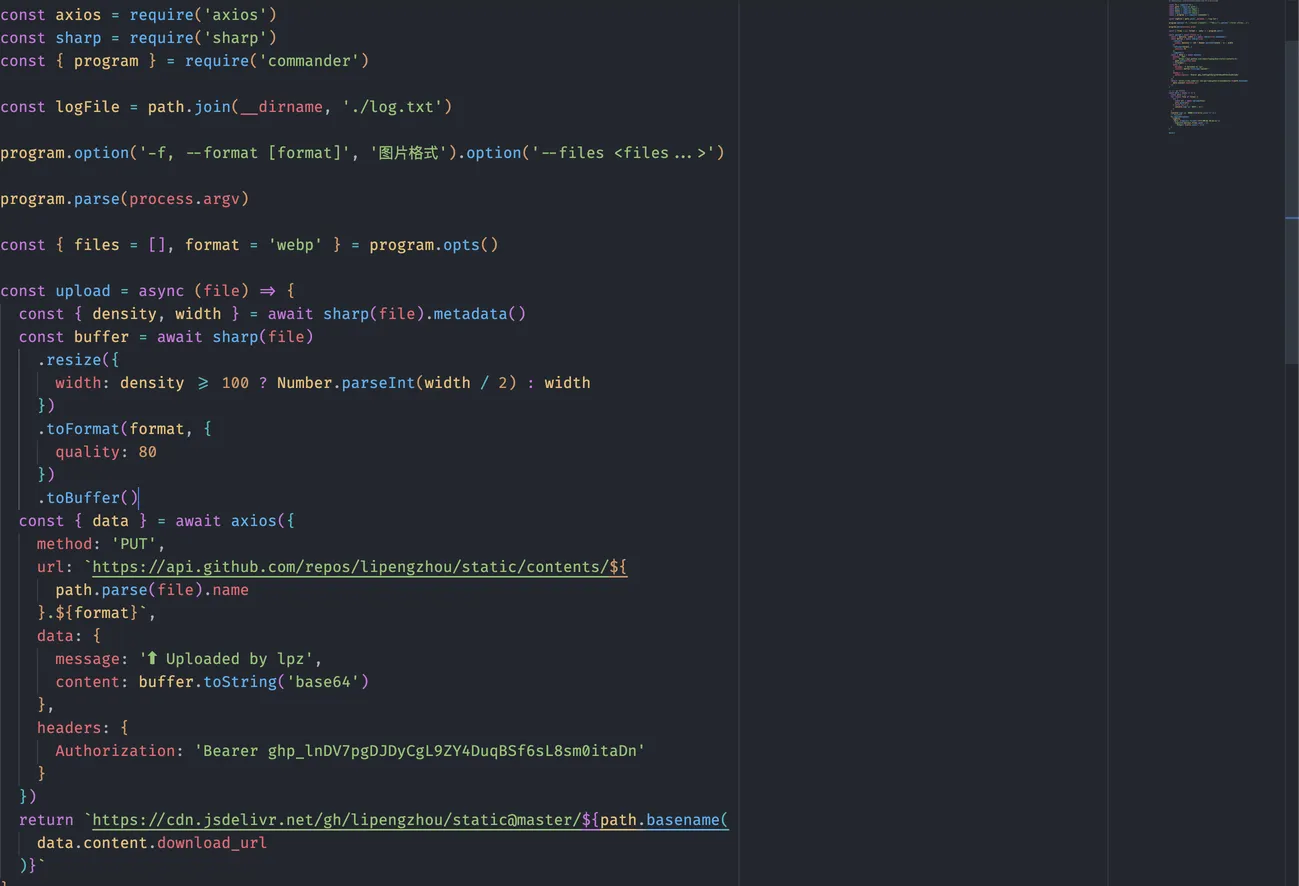 const axios = require('axios')
const sharp = require('sharp')
const { program } = require('commander')
const logFile = path.join(__dirname, './log.txt')
program.option('-f, --format [format]', '图片格式').option('--files <files...>')
program.parse(process.argv)
const { files = [], format = 'webp' } = program.opts()
const upload = async (file) => {
const { density, width } = await sharp(file).metadata()
const buffer = await sharp(file)
.resize({
width: density >= 100 ? Number.parseInt(width / 2) : width
})
.toFormat(format, {
quality: 80
})
.toBuffer()
const { data } = await axios({
method: 'PUT',
url: `https://api.github.com/repos/lipengzhou/static/contents/${
path.parse(file).name
}.${format}`,
data: {
message: '⬆ Uploaded by lpz',
content: buffer.toString('base64')
},
headers: {
Authorization: 'Bearer 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'
}
})
return `https://cdn.jsdelivr.net/gh/lipengzhou/static@master/${path.basename(
data.content.download_url
)}`